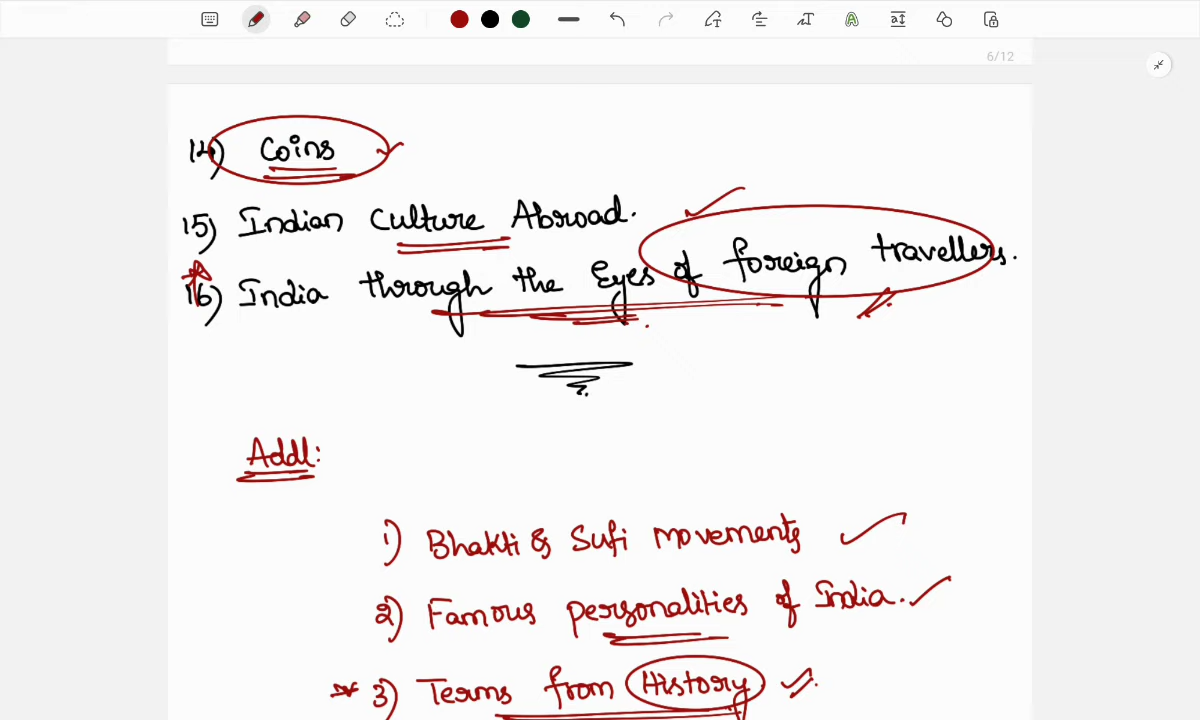 6/12
14) Coins
15) Indian Culture Abroad.
16) India through the Eyes of foreign travellers.
Addl:
1) Bhakti & Sufi Movements
2) Famous personalities of India.
3) Terms from History